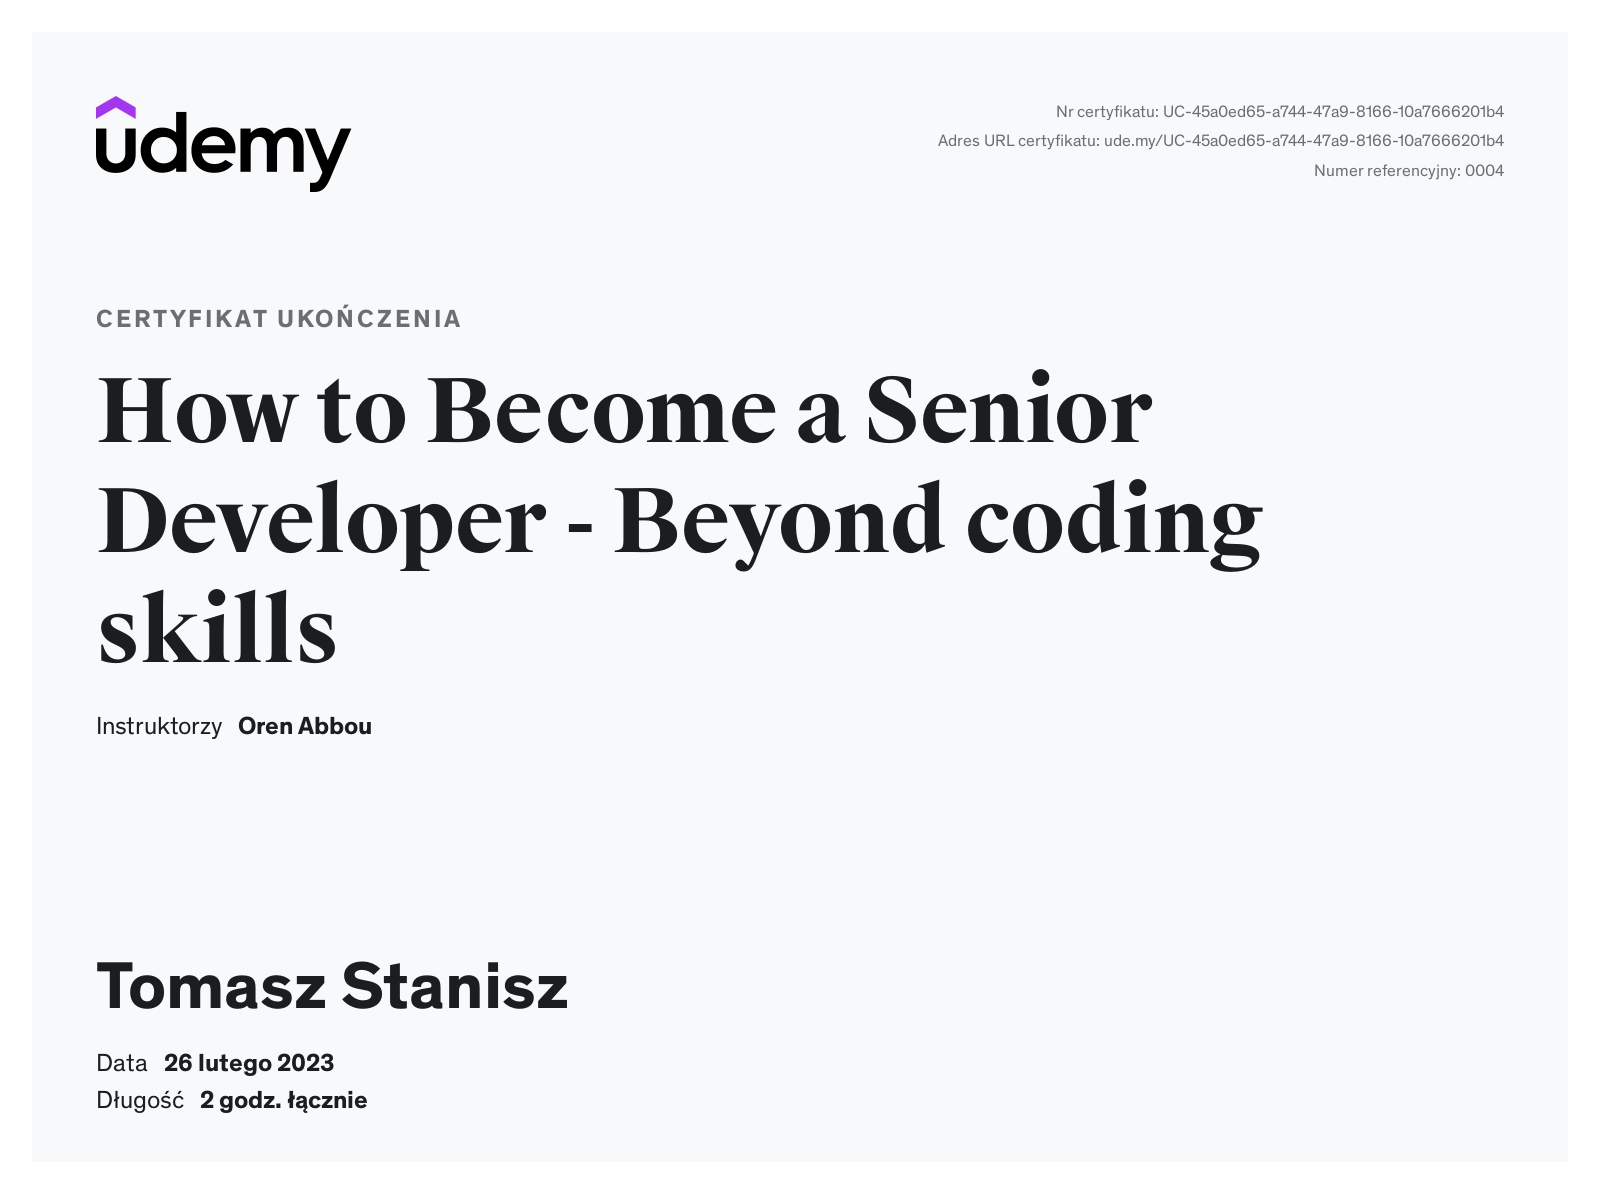 udemy
Nr certyfikatu: UC-45a0ed65-a744-47a9-8166-10a7666201b4
Adres URL certyfikatu: ude.my/UC-45a0ed65-a744-47a9-8166-10a7666201b4
Numer referencyjny: 0004
CERTYFIKAT UKOŃCZENIA
How to Become a Senior
Developer - Beyond coding
skills
Instruktorzy Oren Abbou
Tomasz Stanisz
Data 26 lutego 2023
Długość 2 godz. łącznie